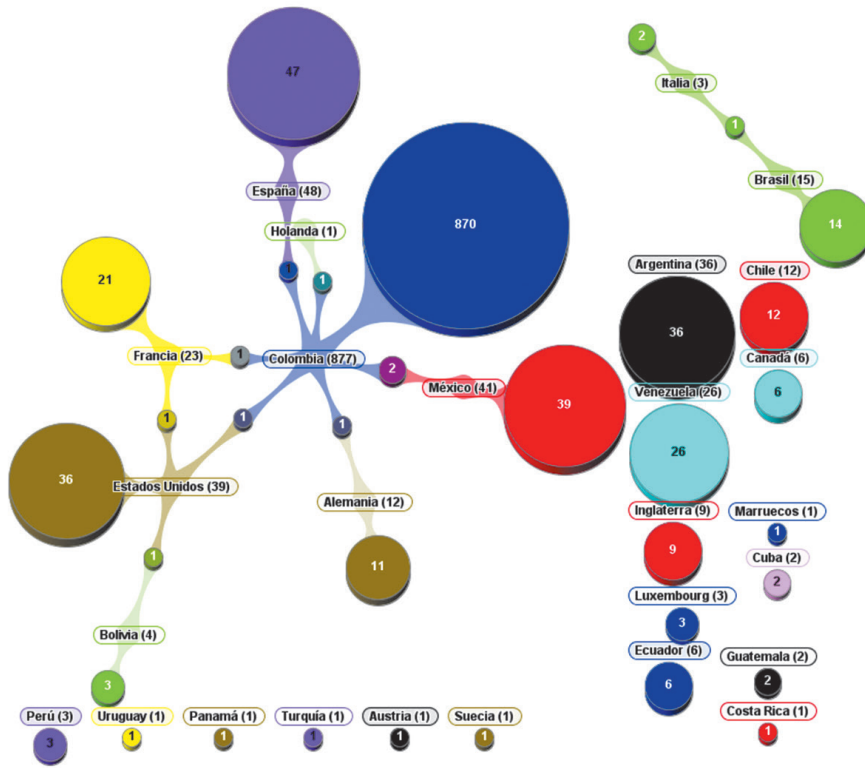 47
2
Italia (3)
1
Brasil (15)
14
España (48)
Holanda (1)
870
1
1
21
Francia (23)
1
Colombia (877)
2
México (41)
39
Argentina (36)
36
Chile (12)
12
Canadá (6)
6
Venezuela (26)
26
1
1
1
36
Estados Unidos (39)
Alemania (12)
11
1
Bolivia (4)
3
Inglaterra (9)
9
Marruecos (1)
1
Cuba (2)
2
Luxembourg (3)
3
Ecuador (6)
6
Guatemala (2)
2
Costa Rica (1)
1
Perú (3)
3
Uruguay (1)
1
Panamá (1)
1
Turquía (1)
1
Austria (1)
1
Suecia (1)
1